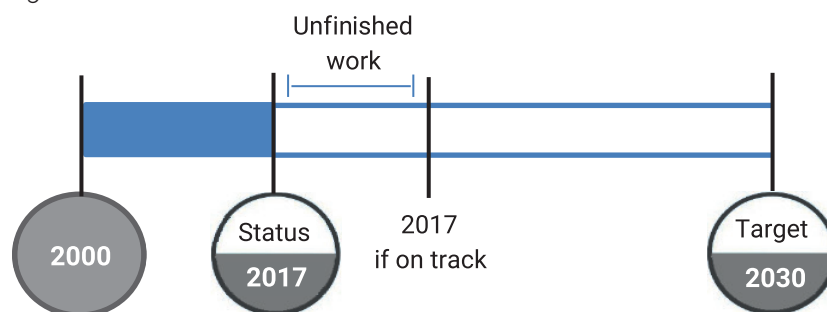 Unfinished
work
2000
Status
2017
2017
if on track
Target
2030